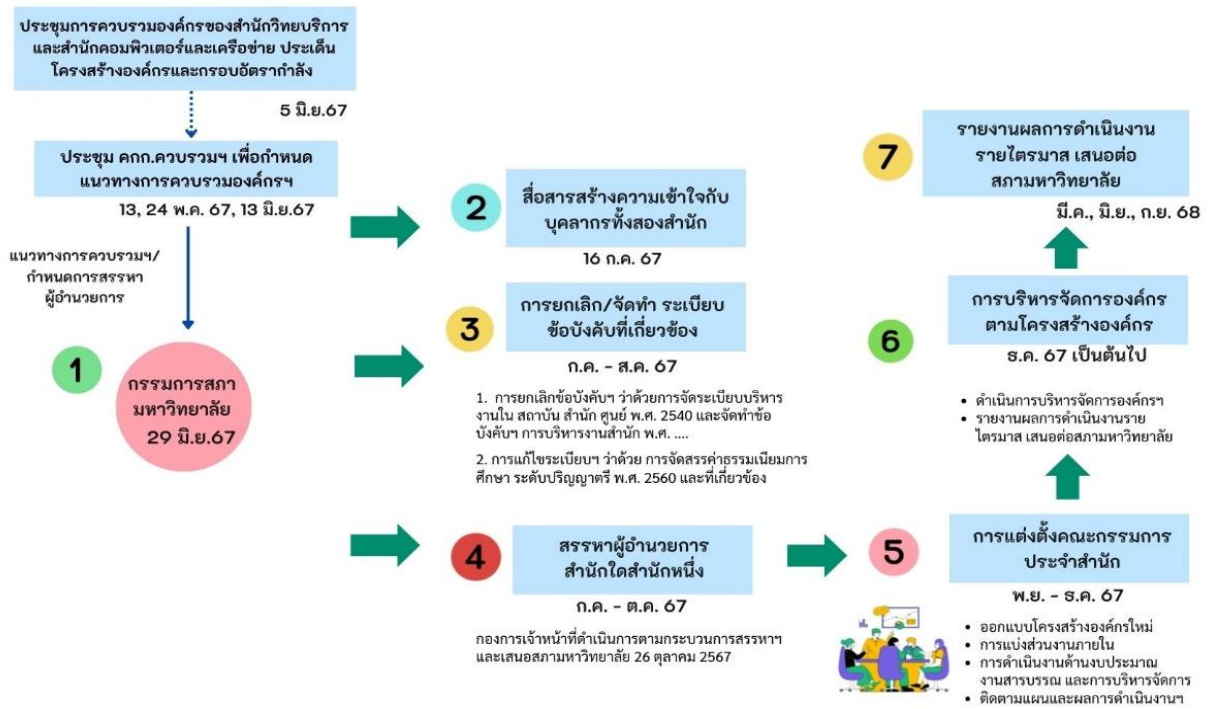 ประชุมการควบรวมองค์กรของสำนักวิทยบริการ
และสำนักคอมพิวเตอร์และเครือข่าย ประเด็น
โครงสร้างองค์กรและกรอบอัตรากำลัง
5 มิ.ย.67
ประชุม คกก.ควบรวมฯ เพื่อกำหนด
แนวทางการควบรวมองค์กรฯ
13, 24 พ.ค. 67, 13 มิ.ย.67
แนวทางการควบรวมฯ/
กำหนดการสรรหา
ผู้อำนวยการ
1
กรรมการสภา
มหาวิทยาลัย
29 มิ.ย.67
2
สื่อสารสร้างความเข้าใจกับ
บุคลากรทั้งสองสำนัก
16 ก.ค. 67
3
การยกเลิก/จัดทำ ระเบียบ
ข้อบังคับที่เกี่ยวข้อง
ก.ค. - ส.ค. 67
1. การยกเลิกข้อบังคับฯ ว่าด้วยการจัดระเบียบบริหาร
งานใน สถาบัน สำนัก ศูนย์ พ.ศ. 2540 และจัดทำข้อ
บังคับฯ การบริหารงานสำนัก พ.ศ. ....
2. การแก้ไขระเบียบฯ ว่าด้วย การจัดสรรค่าธรรมเนียมการ
ศึกษา ระดับปริญญาตรี พ.ศ. 2560 และที่เกี่ยวข้อง
4
สรรหาผู้อำนวยการ
สำนักใดสำนักหนึ่ง
ก.ค. - ต.ค. 67
กองการเจ้าหน้าที่ดำเนินการตามกระบวนการสรรหาฯ
และเสนอสภามหาวิทยาลัย 26 ตุลาคม 2567
5
การแต่งตั้งคณะกรรมการ
ประจำสำนัก
พ.ย. - ธ.ค. 67
• ออกแบบโครงสร้างองค์กรใหม่
• การแบ่งส่วนงานภายใน
• การดำเนินงานด้านงบประมาณ
งานสารบรรณ และการบริหารจัดการ
• ติดตามแผนและผลการดำเนินงานฯ
6
การบริหารจัดการองค์กร
ตามโครงสร้างองค์กร
ธ.ค. 67 เป็นต้นไป
• ดำเนินการบริหารจัดการองค์กรฯ
• รายงานผลการดำเนินงานราย
ไตรมาส เสนอต่อสภามหาวิทยาลัย
7
รายงานผลการดำเนินงาน
รายไตรมาส เสนอต่อ
สภามหาวิทยาลัย
มี.ค., มิ.ย., ก.ย. 68